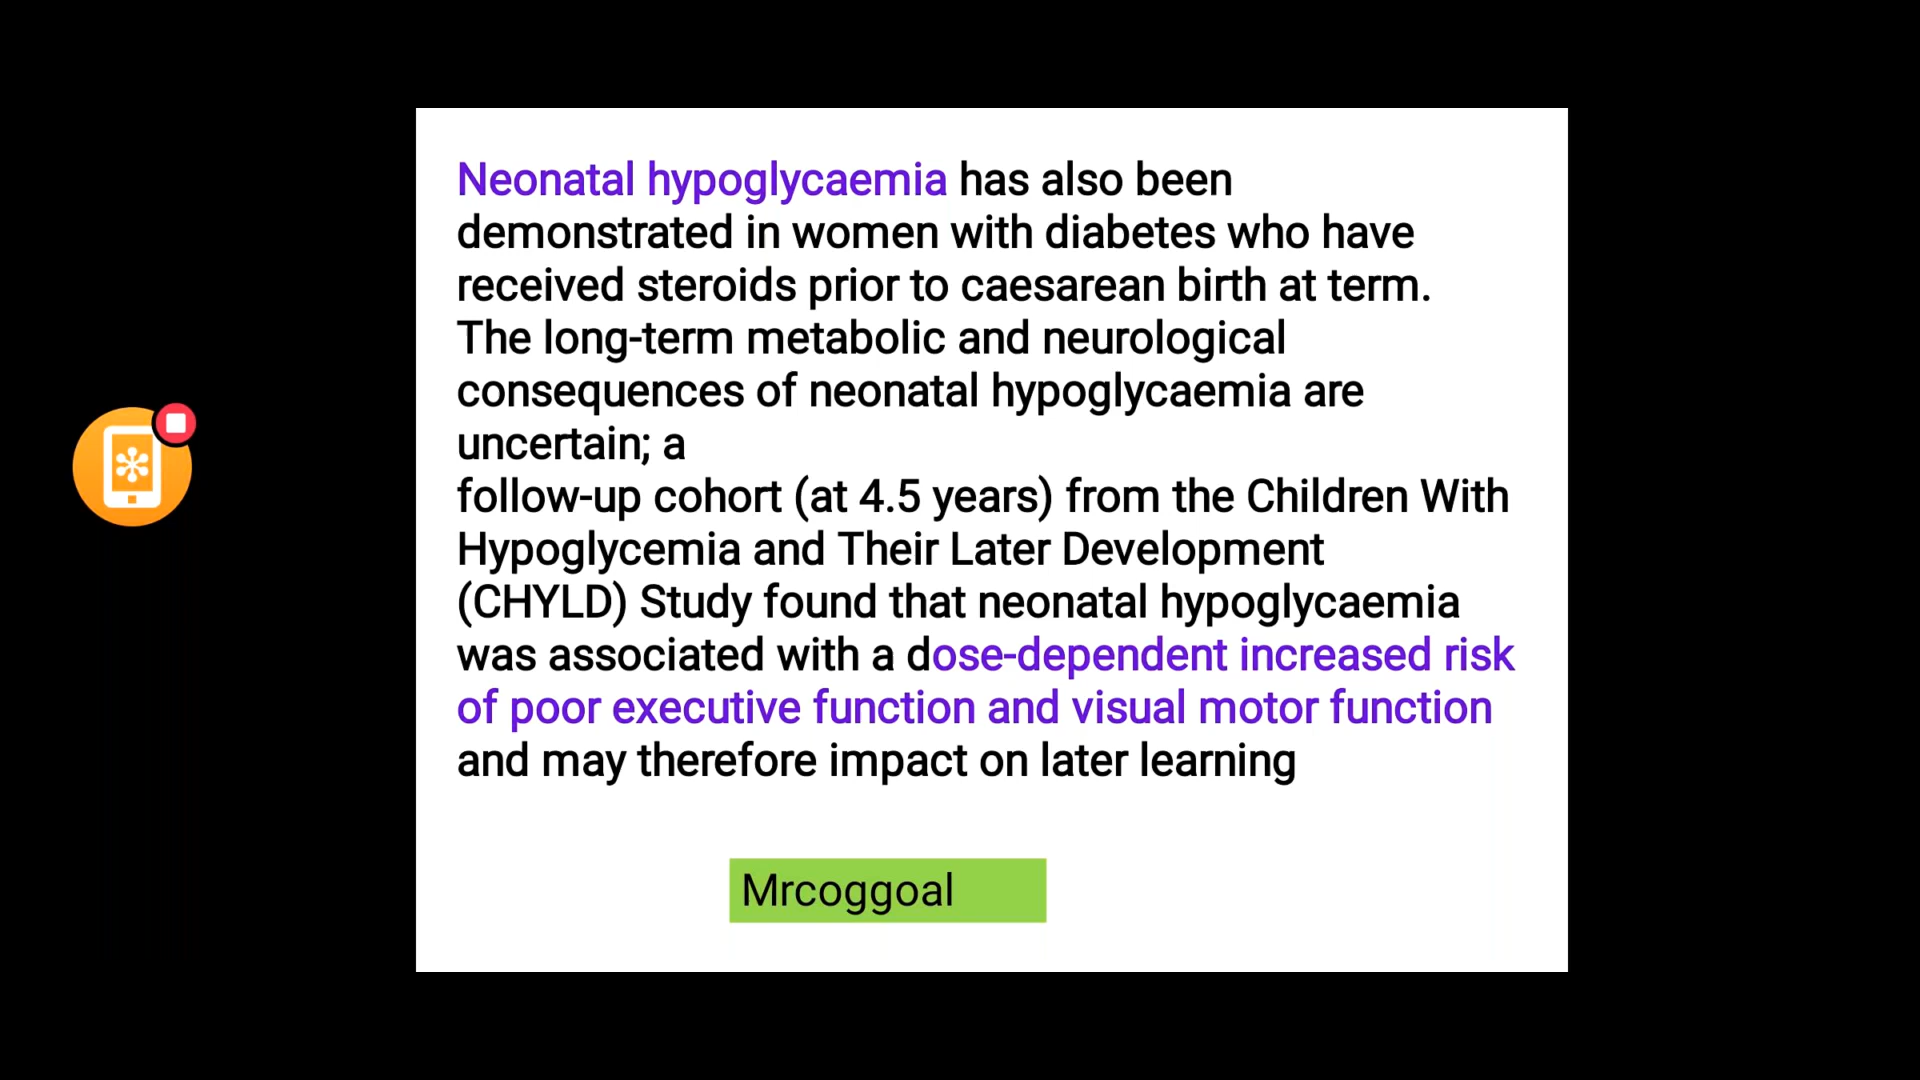 Neonatal hypoglycaemia has also been
demonstrated in women with diabetes who have
received steroids prior to caesarean birth at term.
The long-term metabolic and neurological
consequences of neonatal hypoglycaemia are
uncertain; a
follow-up cohort (at 4.5 years) from the Children With
Hypoglycemia and Their Later Development
(CHYLD) Study found that neonatal hypoglycaemia
was associated with a dose-dependent increased risk
of poor executive function and visual motor function
and may therefore impact on later learning
Mrcoggoal